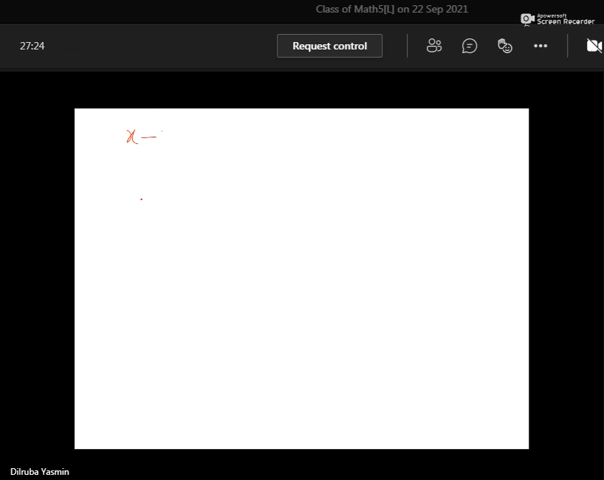 Class of Math5[L] on 22 Sep 2021
Apowersoft
Screen Recorder
27:24
Request control
x —
Dilruba Yasmin